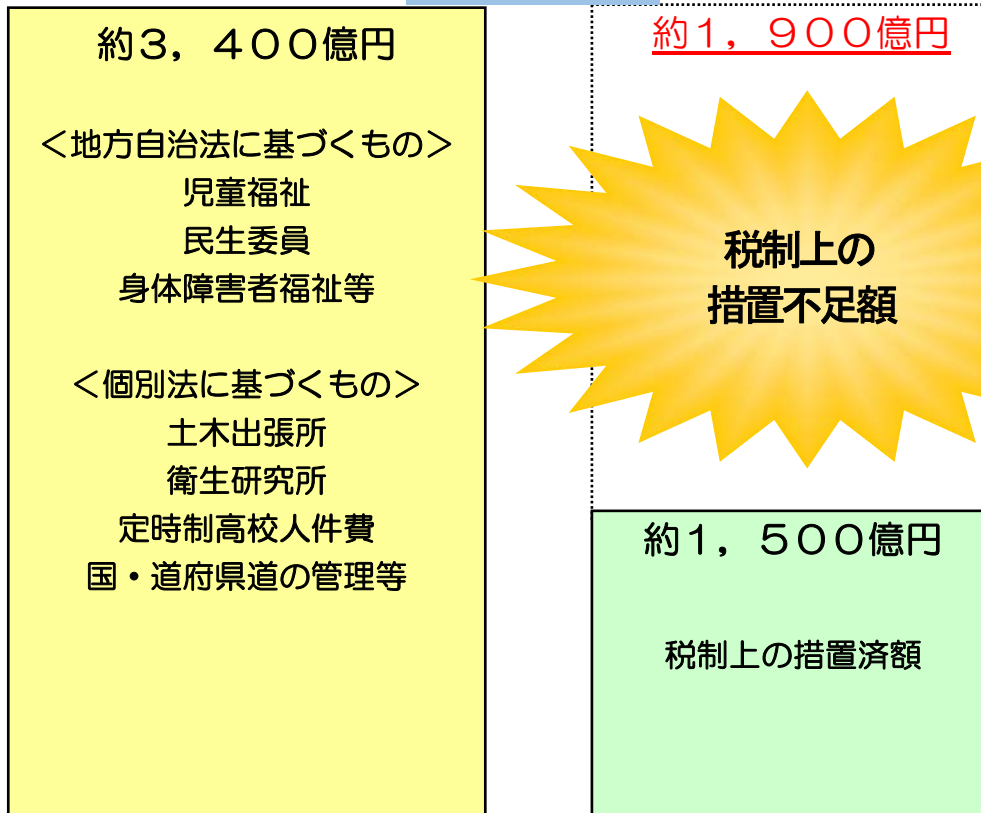 約３，４００億円
＜地方自治法に基づくもの＞
児童福祉
民生委員
身体障害者福祉等
＜個別法に基づくもの＞
土木出張所
衛生研究所
定時制高校人件費
国・道府県道の管理等
約１，９００億円
税制上の
措置不足額
約１，５００億円
税制上の措置済額